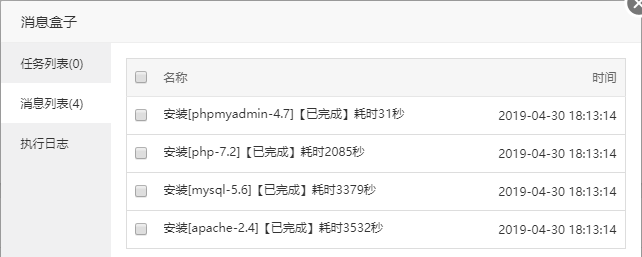 消息盒子
任务列表(0)
消息列表(4)
执行日志
名称 时间
安装[phpmyadmin-4.7]【已完成】耗时31秒 2019-04-30 18:13:14
安装[php-7.2]【已完成】耗时2085秒 2019-04-30 18:13:14
安装[mysql-5.6]【已完成】耗时3379秒 2019-04-30 18:13:14
安装[apache-2.4]【已完成】耗时3532秒 2019-04-30 18:13:14